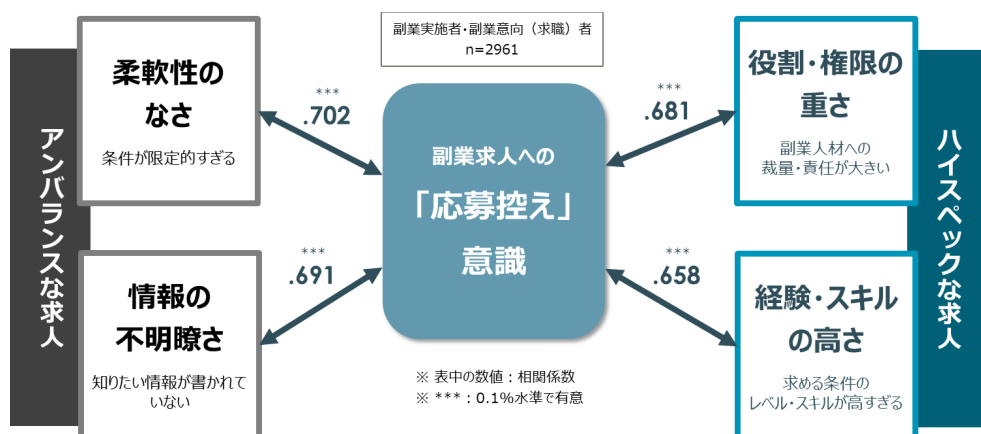 副業実施者・副業意向（求職）者
n=2961
アンバランスな求人
柔軟性の
なさ
条件が限定的すぎる
***
.702
情報の
不明瞭さ
知りたい情報が書かれて
いない
***
.691
副業求人への
「応募控え」
意識
***
.681
役割・権限の
重さ
副業人材への
裁量・責任が大きい
***
.658
経験・スキル
の高さ
求める条件の
レベル・スキルが高すぎる
ハイスペックな求人
※ 表中の数値：相関係数
※ ***：0.1%水準で有意